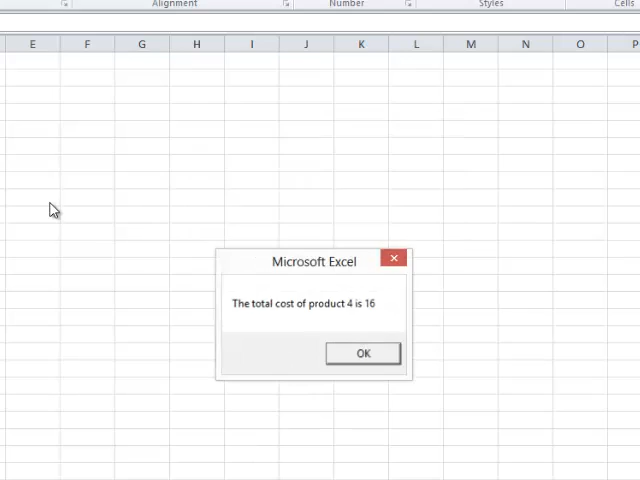 Alignment Number Styles Cells
E F G H I J K L M N O P
Microsoft Excel
The total cost of product 4 is 16
OK